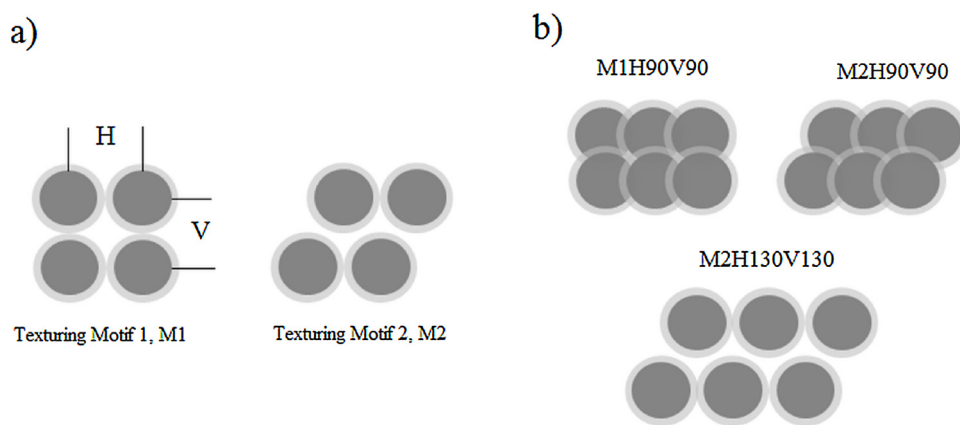 a)
H
V
Texturing Motif 1, M1
Texturing Motif 2, M2
b)
M1H90V90
M2H90V90
M2H130V130